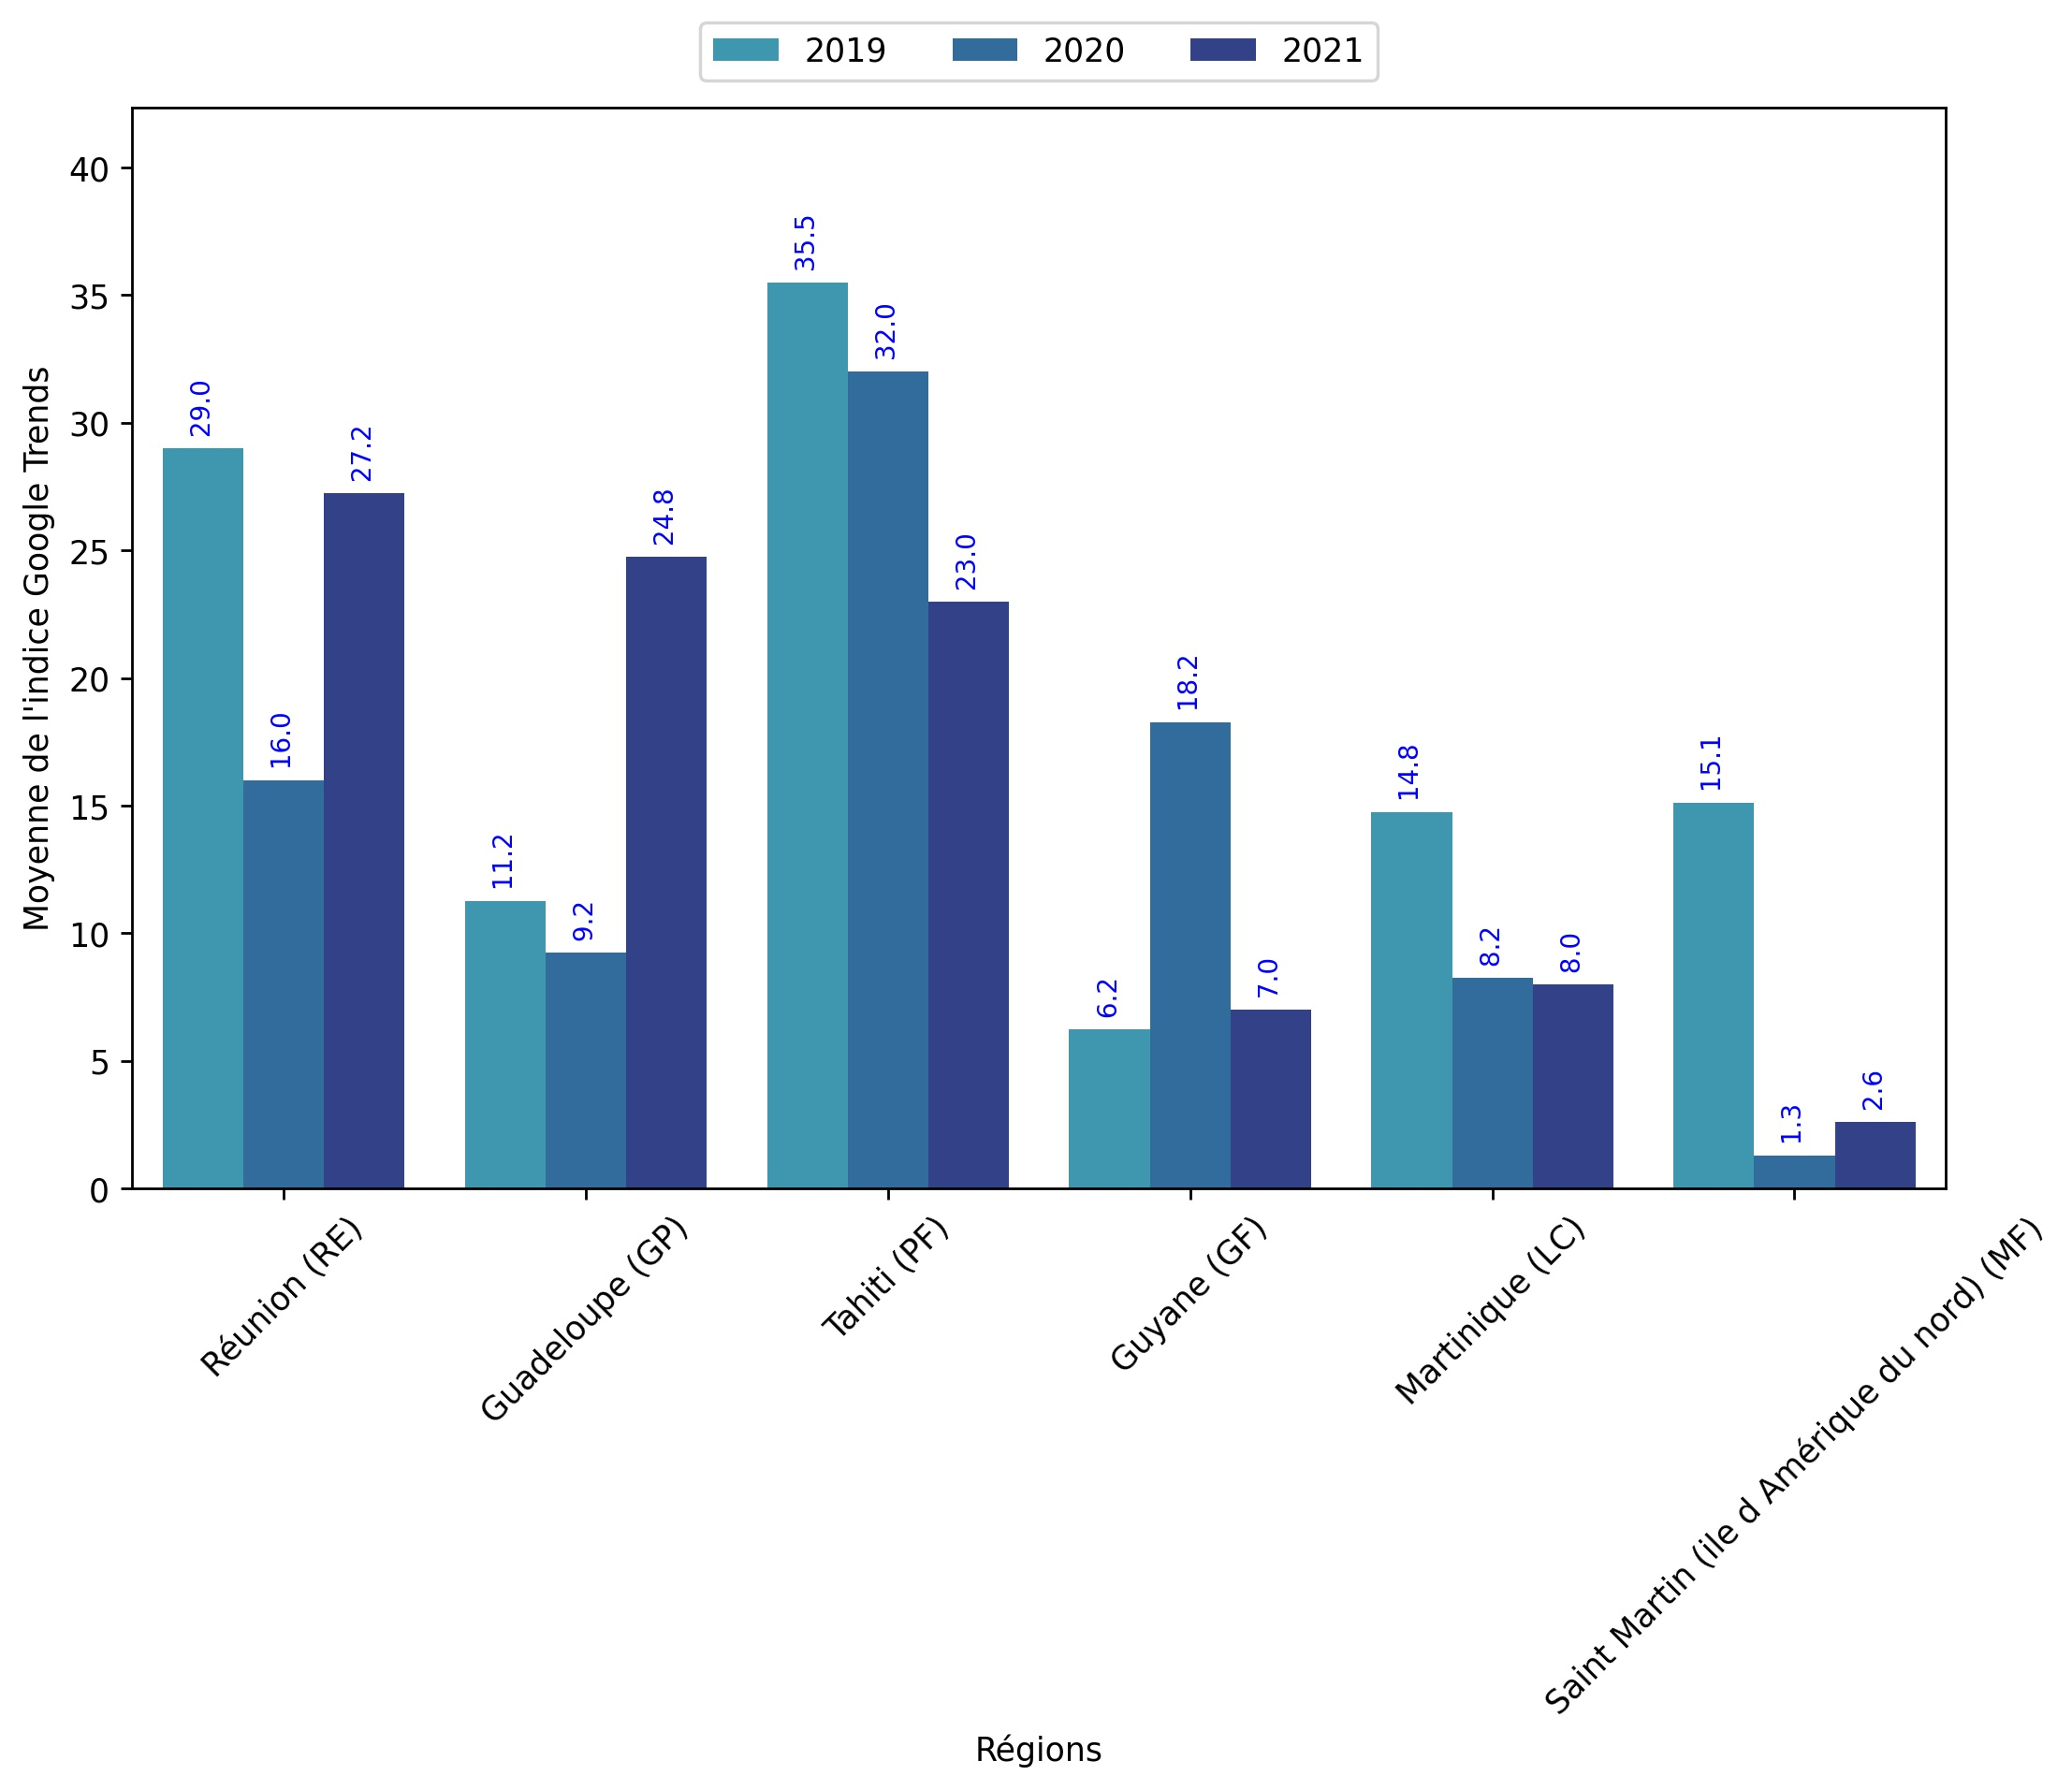 2019 2020 2021
Moyenne de l'indice Google Trends
40
35
30
25
20
15
10
5
0
29.0 16.0 27.2
11.2 9.2 24.8
35.5 32.0 23.0
6.2 18.2 7.0
14.8 8.2 8.0
15.1 1.3 2.6
Réunion (RE)
Guadeloupe (GP)
Tahiti (PF)
Guyane (GF)
Martinique (LC)
Saint Martin (ile d Amérique du nord) (MF)
Régions